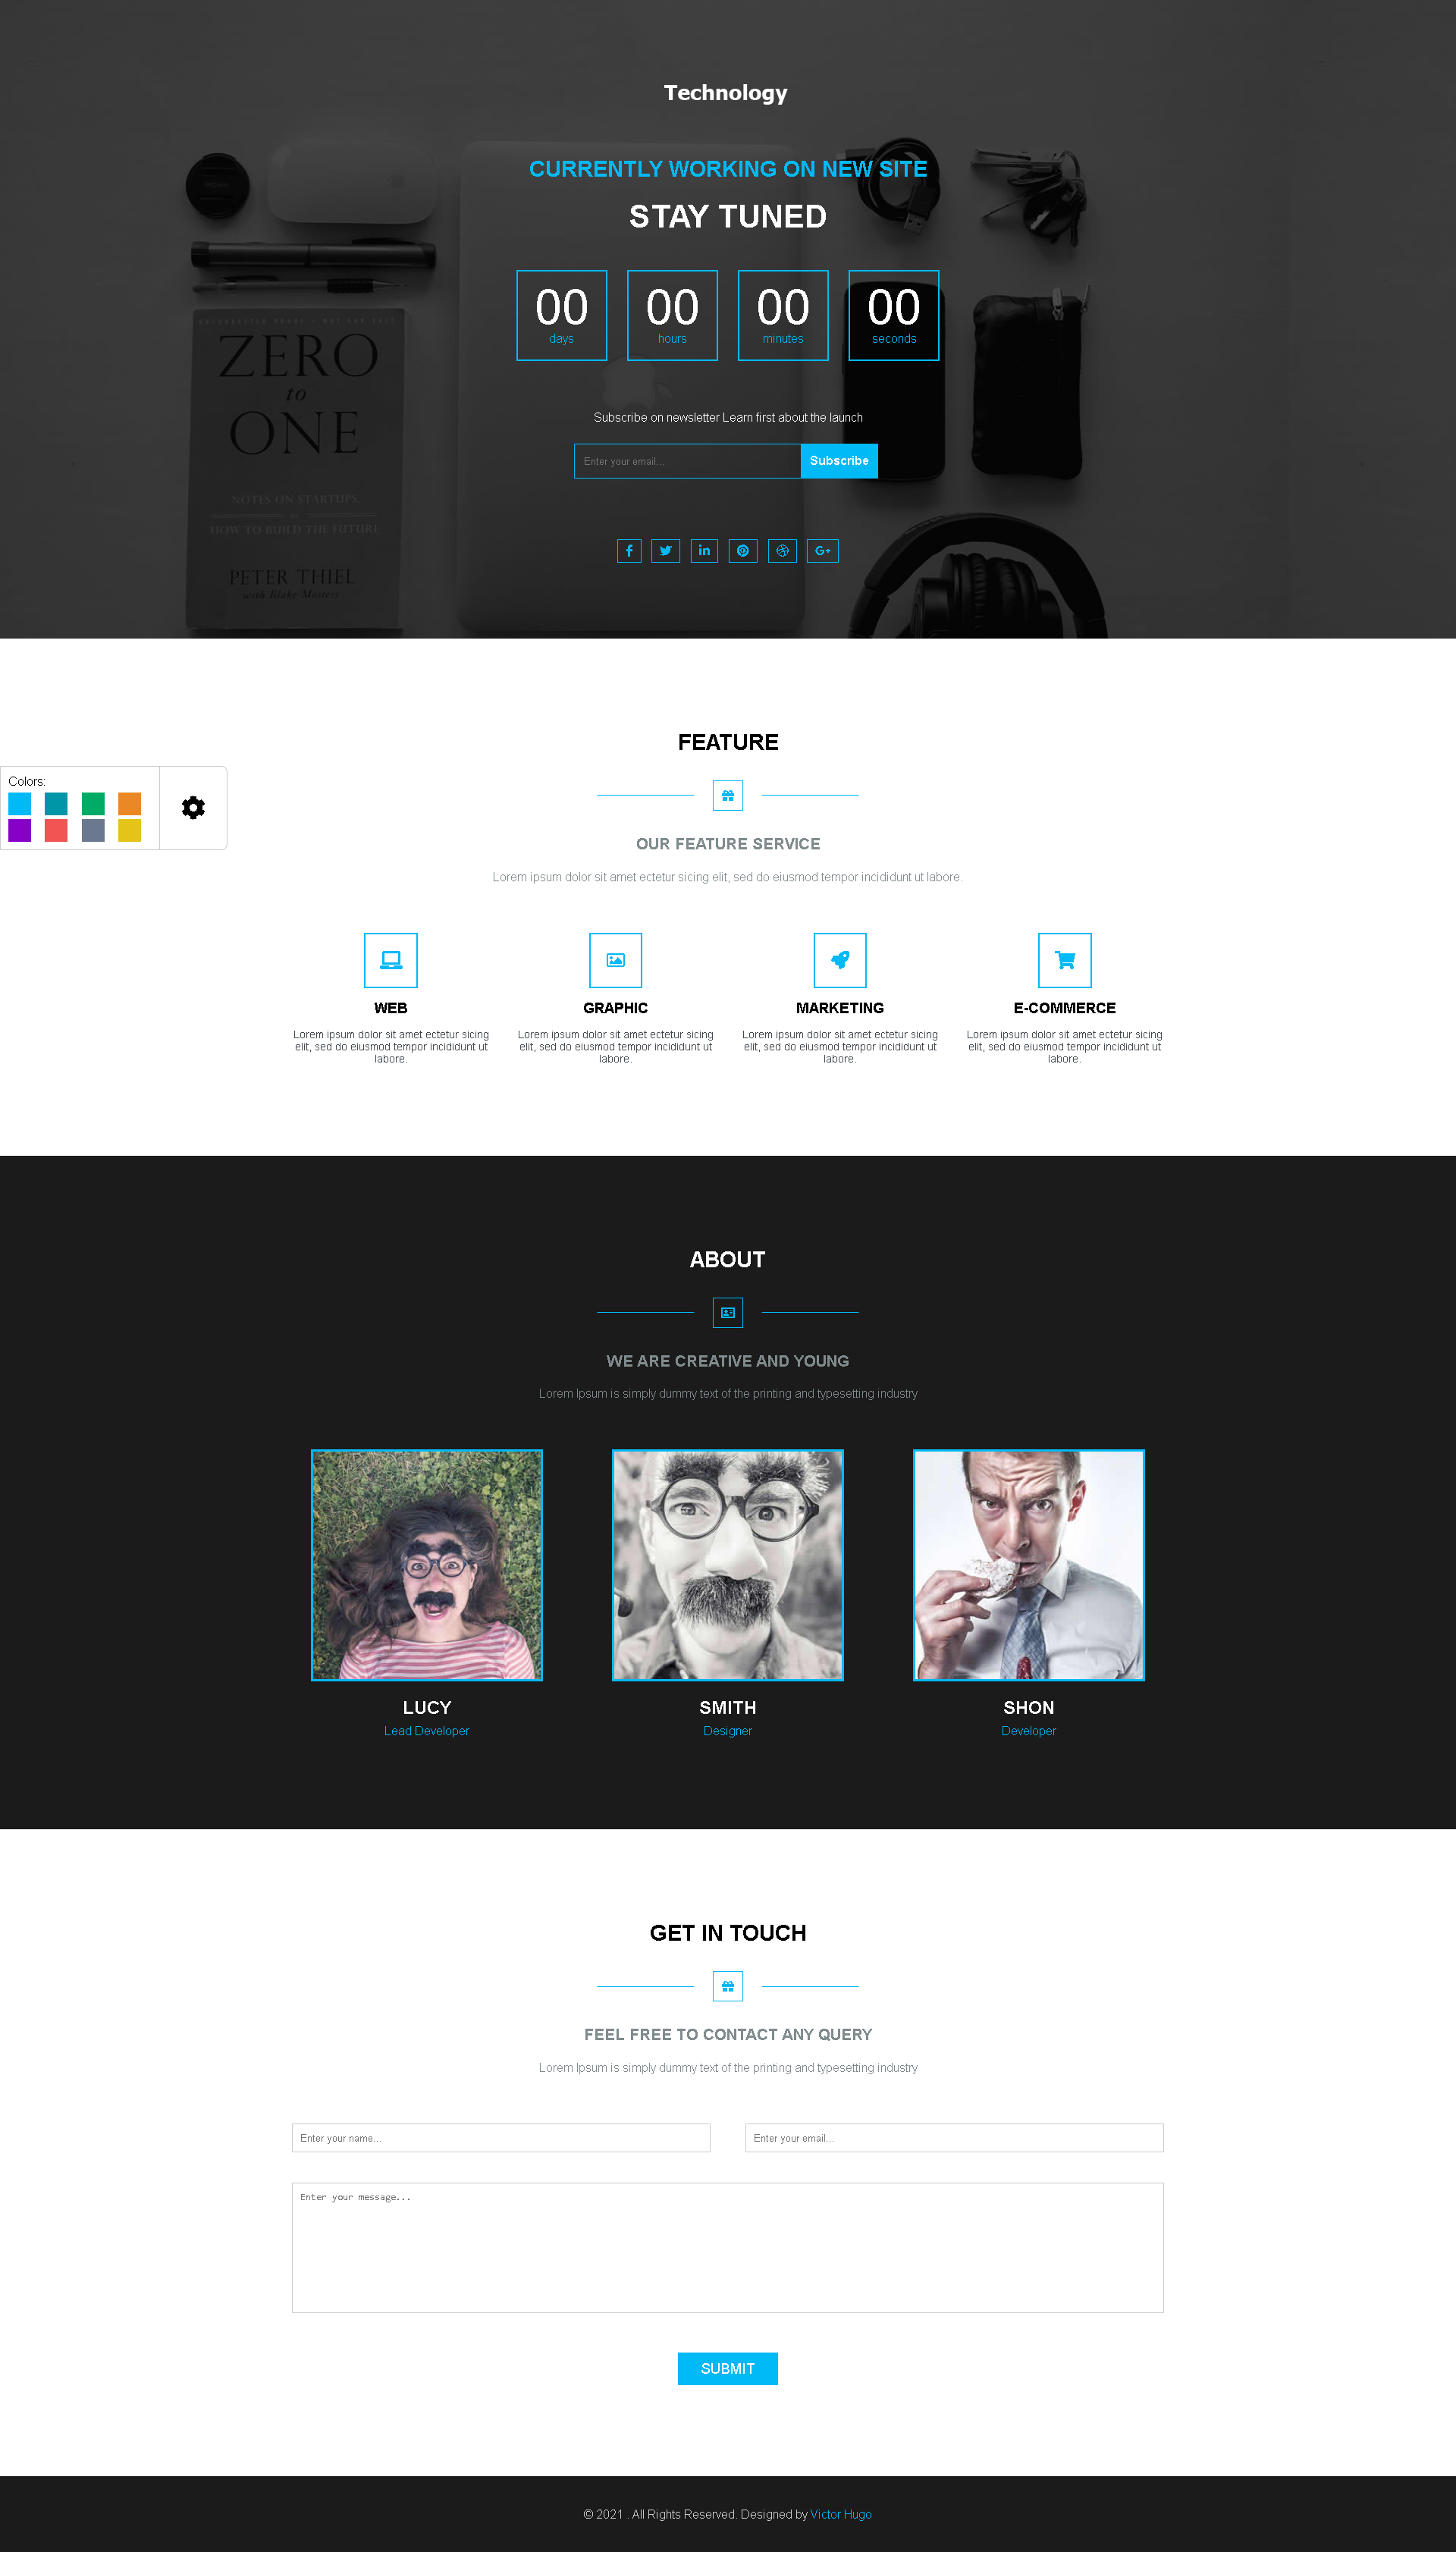 Technology
CURRENTLY WORKING ON NEW SITE
STAY TUNED
00 00 00 00
days hours minutes seconds
ZERO
to
ONE
NOTES ON STARTUPS,
HOW TO BUILD THE FUTURE
PETER THIEL
with Blake Masters
Subscribe on newsletter Learn first about the launch
Enter your email... Subscribe
FEATURE
Colors:
OUR FEATURE SERVICE
Lorem ipsum dolor sit amet ectetur sicing elit, sed do eiusmod tempor incididunt ut labore.
WEB
Lorem ipsum dolor sit amet ectetur sicing
elit, sed do eiusmod tempor incididunt ut
labore.
GRAPHIC
Lorem ipsum dolor sit amet ectetur sicing
elit, sed do eiusmod tempor incididunt ut
labore.
MARKETING
Lorem ipsum dolor sit amet ectetur sicing
elit, sed do eiusmod tempor incididunt ut
labore.
E-COMMERCE
Lorem ipsum dolor sit amet ectetur sicing
elit, sed do eiusmod tempor incididunt ut
labore.
ABOUT
WE ARE CREATIVE AND YOUNG
Lorem Ipsum is simply dummy text of the printing and typesetting industry
LUCY
Lead Developer
SMITH
Designer
SHON
Developer
GET IN TOUCH
FEEL FREE TO CONTACT ANY QUERY
Lorem Ipsum is simply dummy text of the printing and typesetting industry
Enter your name...
Enter your email...
Enter your message...
SUBMIT
© 2021 . All Rights Reserved. Designed by Victor Hugo